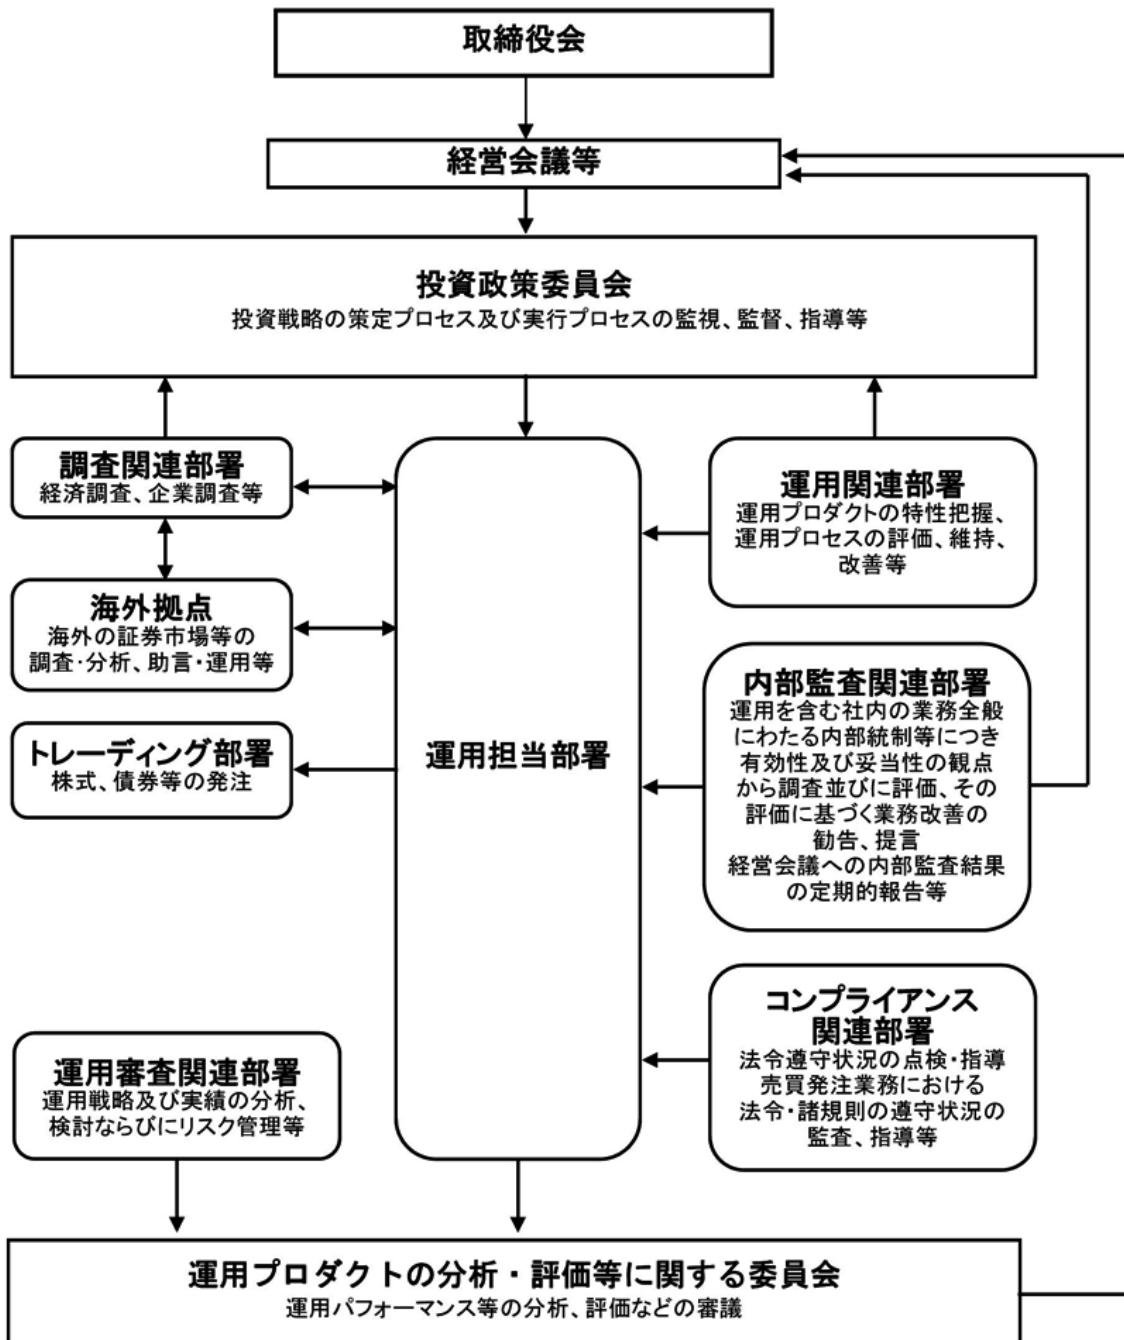 取締役会
経営会議等
投資政策委員会
投資戦略の策定プロセス及び実行プロセスの監視、監督、指導等
調査関連部署
経済調査、企業調査等
海外拠点
海外の証券市場等の
調査・分析、助言・運用等
トレーディング部署
株式、債券等の発注
運用担当部署
運用関連部署
運用プロダクトの特性把握、
運用プロセスの評価、維持、
改善等
内部監査関連部署
運用を含む社内の業務全般
にわたる内部統制等につき
有効性及び妥当性の観点
から調査並びに評価、その
評価に基づく業務改善の
勧告、提言
経営会議への内部監査結果
の定期的報告等
コンプライアンス
関連部署
法令遵守状況の点検・指導
売買発注業務における
法令・諸規則の遵守状況の
監査、指導等
運用審査関連部署
運用戦略及び実績の分析、
検討ならびにリスク管理等
運用プロダクトの分析・評価等に関する委員会
運用パフォーマンス等の分析、評価などの審議